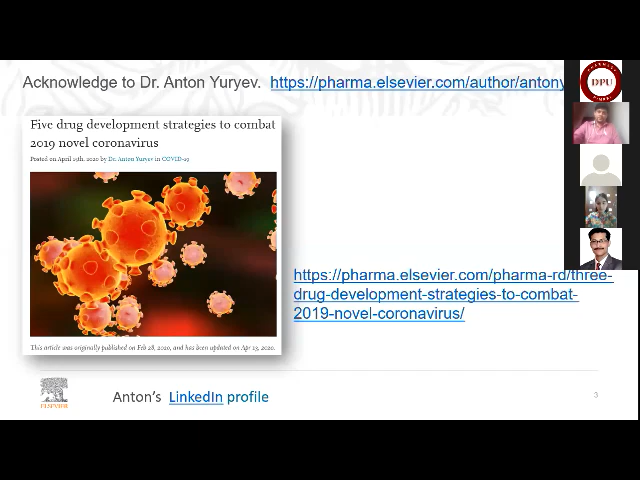 Acknowledge to Dr. Anton Yuryev. https://pharma.elsevier.com/author/antony
DPU
Five drug development strategies to combat
2019 novel coronavirus
Posted on April 15th, 2020 by Dr. Anton Yuryev in COVID-19
https://pharma.elsevier.com/pharma-rd/three-
drug-development-strategies-to-combat-
2019-novel-coronavirus/
This article was originally published on Feb 28, 2020, and has been updated on Apr 13, 2020.
ELSEVIER
Anton's LinkedIn profile
3